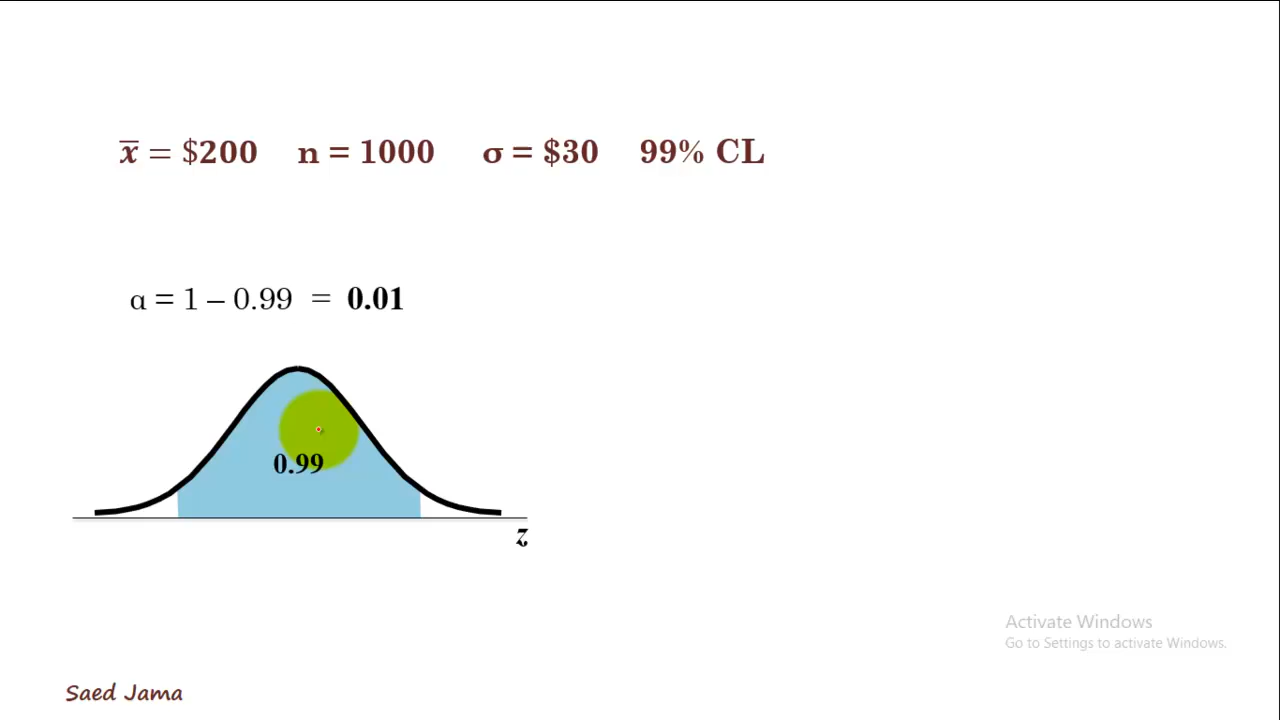 x̅ = $200 n = 1000 σ = $30 99% CL
α = 1 – 0.99 = 0.01
0.99
z
Activate Windows
Go to Settings to activate Windows.
Saed Jama